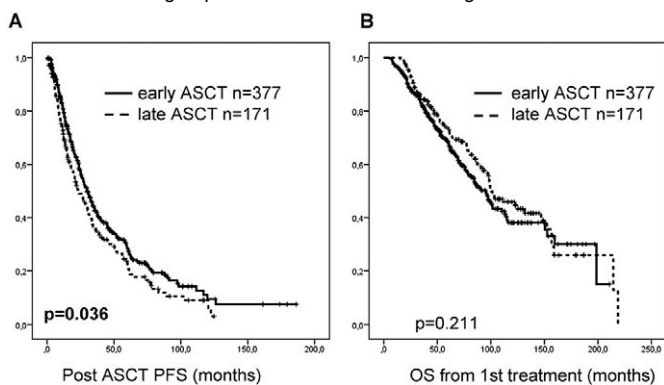 A
B
1,0
0,8
0,6
0,4
0,2
0,0
early ASCT n=377
late ASCT n=171
p=0.036
,0
50,0
100,0
150,0
200,0
Post ASCT PFS (months)
1,0
0,8
0,6
0,4
0,2
0,0
early ASCT n=377
late ASCT n=171
p=0.211
,0
50,0
100,0
150,0
200,0
250,0
OS from 1st treatment (months)